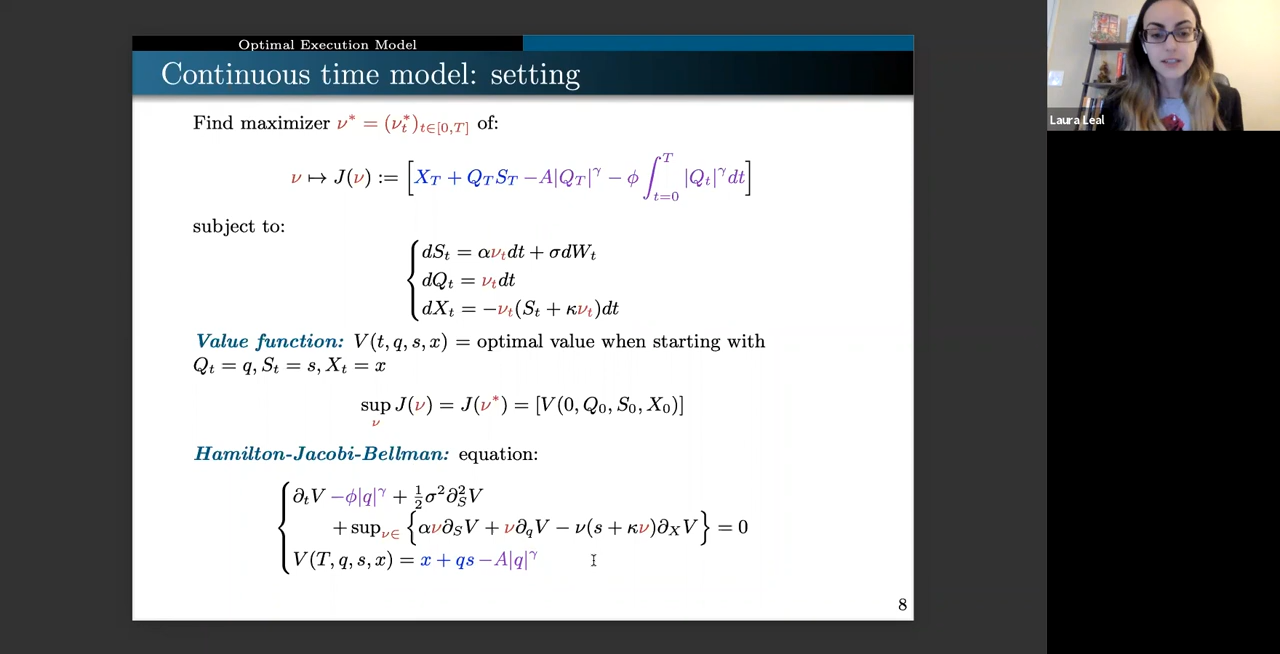 Optimal Execution Model
Continuous time model: setting
Find maximizer ν* = (ν*_t)_{t∈[0,T]} of:
ν ↦ J(ν) := [X_T + Q_T S_T − A|Q_T|^γ − ϕ ∫_{t=0}^T |Q_t|^γ dt]
subject to:
dS_t = αν_t dt + σdW_t
dQ_t = ν_t dt
dX_t = −ν_t(S_t + κν_t)dt
Value function: V(t, q, s, x) = optimal value when starting with
Q_t = q, S_t = s, X_t = x
sup_ν J(ν) = J(ν*) = [V(0, Q_0, S_0, X_0)]
Hamilton-Jacobi-Bellman: equation:
∂_t V − ϕ|q|^γ + ½σ²∂²_S V
+ sup_{ν∈} {αν∂_S V + ν∂_q V − ν(s + κν)∂_X V} = 0
V(T, q, s, x) = x + qs − A|q|^γ
8
Laura Leal